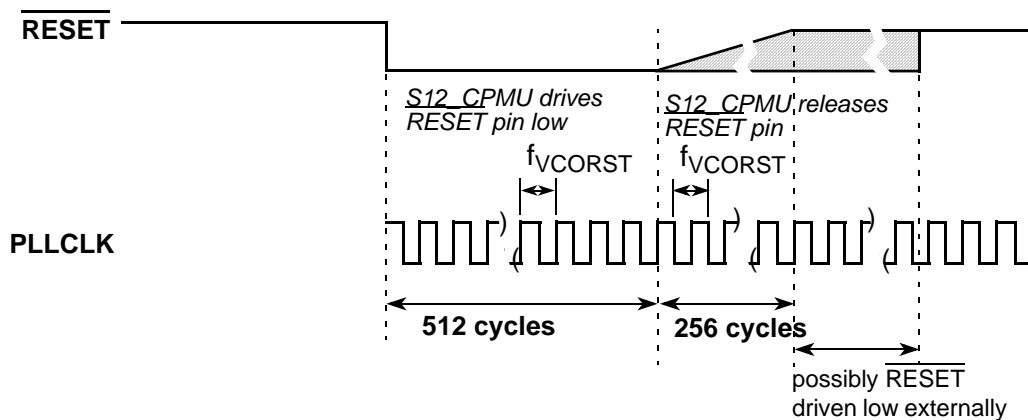 RESET
S12_CPMU drives
RESET pin low
S12_CPMU releases
RESET pin
fVCORST
fVCORST
PLLCLK
512 cycles
256 cycles
possibly RESET
driven low externally